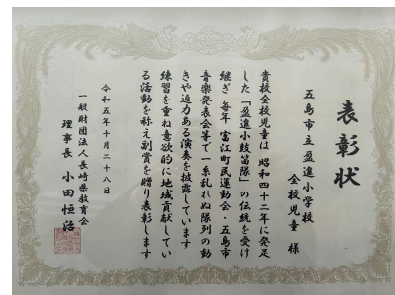 表彰状
五島市立盈進小学校
全校児童 様
貴校全校児童は 昭和四十二年に発足
した「盈進小鼓笛隊」の伝統を受け
継ぎ 毎年 富江町民運動会・五島市
音楽発表会等で一糸乱れぬ隊列の動
きや迫力ある演奏を披露しています
練習を重ね意欲的に地域貢献してい
る活動を称え副賞を贈り表彰します
令和五年十月二十八日
一般財団法人長崎県教育会
理事長 小田恒治